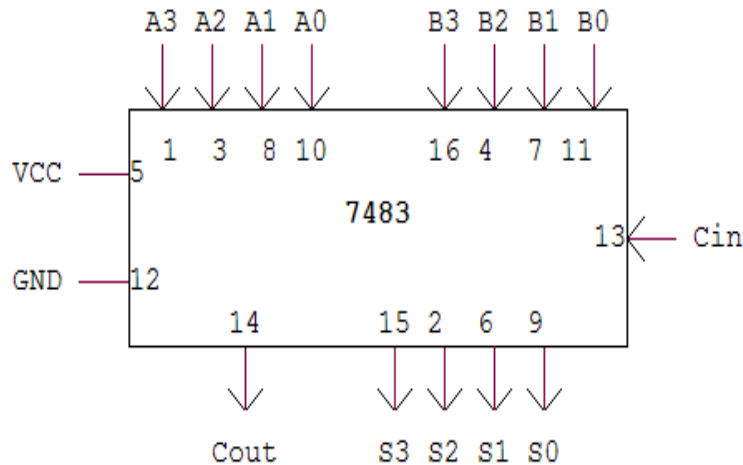 A3 A2 A1 A0 B3 B2 B1 B0
1 3 8 10 16 4 7 11
VCC 5
7483
13 Cin
GND 12
14 15 2 6 9
Cout S3 S2 S1 S0